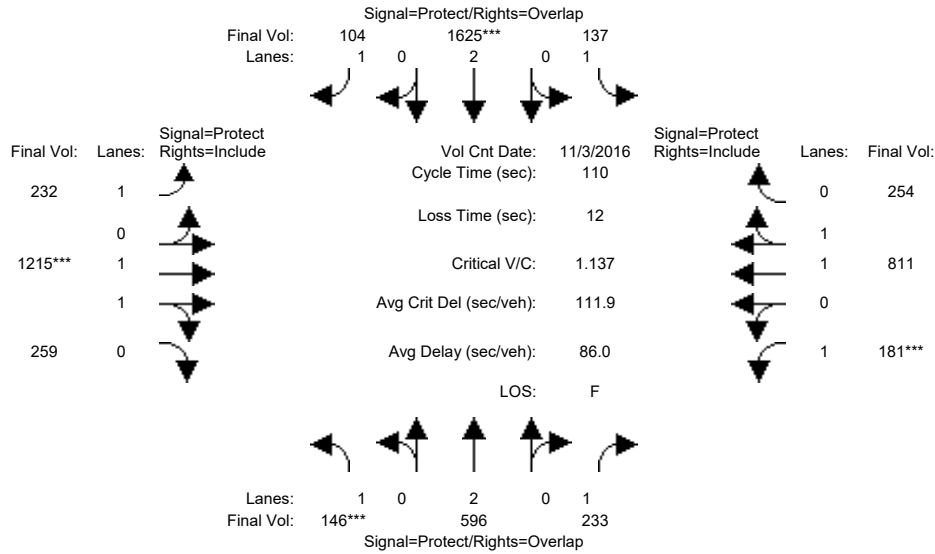 Signal=Protect/Rights=Overlap
Final Vol: 104 1625*** 137
Lanes: 1 0 2 0 1
Signal=Protect
Final Vol: Lanes: Rights=Include
Vol Cnt Date: 11/3/2016
Signal=Protect
Rights=Include Lanes: Final Vol:
Cycle Time (sec): 110
232 1 0 254
Loss Time (sec): 12
0 1
1215*** 1 Critical V/C: 1.137 1 811
1 Avg Crit Del (sec/veh): 111.9 0
259 0 Avg Delay (sec/veh): 86.0 1 181***
LOS: F
Lanes: 1 0 2 0 1
Final Vol: 146*** 596 233
Signal=Protect/Rights=Overlap